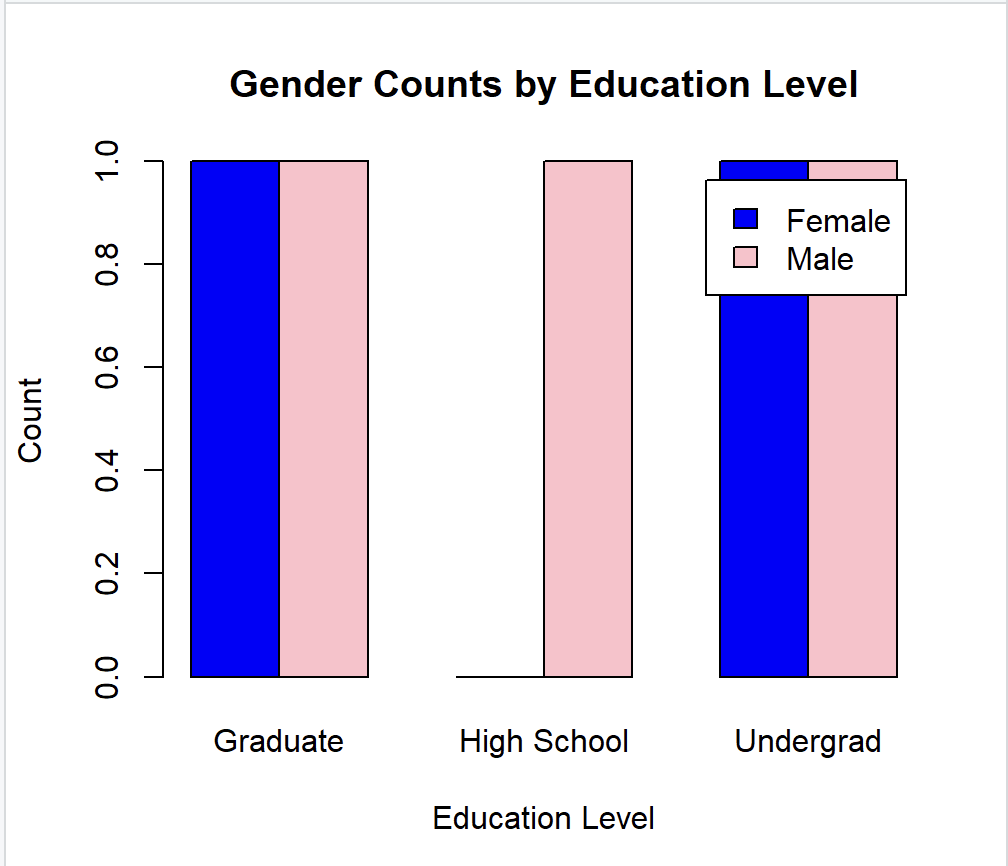 Gender Counts by Education Level
1.0
0.8
0.6
0.4
0.2
0.0
Count
Female
Male
Graduate High School Undergrad
Education Level